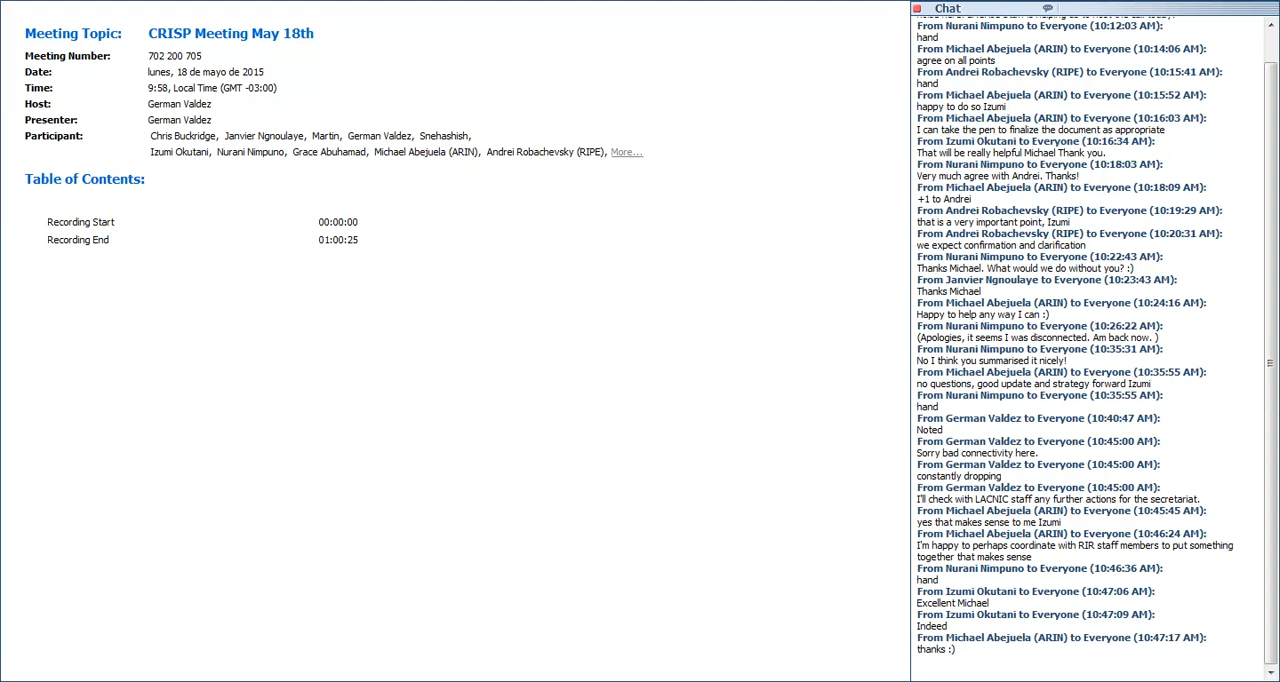 Meeting Topic: CRISP Meeting May 18th
Meeting Number: 702 200 705
Date: lunes, 18 de mayo de 2015
Time: 9:58, Local Time (GMT -03:00)
Host: German Valdez
Presenter: German Valdez
Participant: Chris Buckridge, Janvier Ngnoulaye, Martin, German Valdez, Snehashish,
Izumi Okutani, Nurani Nimpuno, Grace Abuhamad, Michael Abejuela (ARIN), Andrei Robachevsky (RIPE), More...
Table of Contents:
Recording Start 00:00:00
Recording End 01:00:25
Chat
From Nurani Nimpuno to Everyone (10:12:03 AM):
hand
From Michael Abejuela (ARIN) to Everyone (10:14:06 AM):
agree on all points
From Andrei Robachevsky (RIPE) to Everyone (10:15:41 AM):
hand
From Michael Abejuela (ARIN) to Everyone (10:15:52 AM):
happy to do so Izumi
From Michael Abejuela (ARIN) to Everyone (10:16:03 AM):
I can take the pen to finalize the document as appropriate
From Izumi Okutani to Everyone (10:16:34 AM):
That will be really helpful Michael Thank you.
From Nurani Nimpuno to Everyone (10:18:03 AM):
Very much agree with Andrei. Thanks!
From Michael Abejuela (ARIN) to Everyone (10:18:09 AM):
+1 to Andrei
From Andrei Robachevsky (RIPE) to Everyone (10:19:29 AM):
that is a very important point, Izumi
From Andrei Robachevsky (RIPE) to Everyone (10:20:31 AM):
we expect confirmation and clarification
From Nurani Nimpuno to Everyone (10:22:43 AM):
Thanks Michael. What would we do without you? :)
From Janvier Ngnoulaye to Everyone (10:23:43 AM):
Thanks Michael
From Michael Abejuela (ARIN) to Everyone (10:24:16 AM):
Happy to help any way I can :)
From Nurani Nimpuno to Everyone (10:26:22 AM):
(Apologies, it seems I was disconnected. Am back now. )
From Nurani Nimpuno to Everyone (10:35:31 AM):
No I think you summarised it nicely!
From Michael Abejuela (ARIN) to Everyone (10:35:55 AM):
no questions, good update and strategy forward Izumi
From Nurani Nimpuno to Everyone (10:35:55 AM):
hand
From German Valdez to Everyone (10:40:47 AM):
Noted
From German Valdez to Everyone (10:45:00 AM):
Sorry bad connectivity here.
From German Valdez to Everyone (10:45:00 AM):
constantly dropping
From German Valdez to Everyone (10:45:00 AM):
I'll check with LACNIC staff any further actions for the secretariat.
From Michael Abejuela (ARIN) to Everyone (10:45:45 AM):
yes that makes sense to me Izumi
From Michael Abejuela (ARIN) to Everyone (10:46:24 AM):
I'm happy to perhaps coordinate with RIR staff members to put something
together that makes sense
From Nurani Nimpuno to Everyone (10:46:36 AM):
hand
From Izumi Okutani to Everyone (10:47:06 AM):
Excellent Michael
From Izumi Okutani to Everyone (10:47:09 AM):
Indeed
From Michael Abejuela (ARIN) to Everyone (10:47:17 AM):
thanks :)